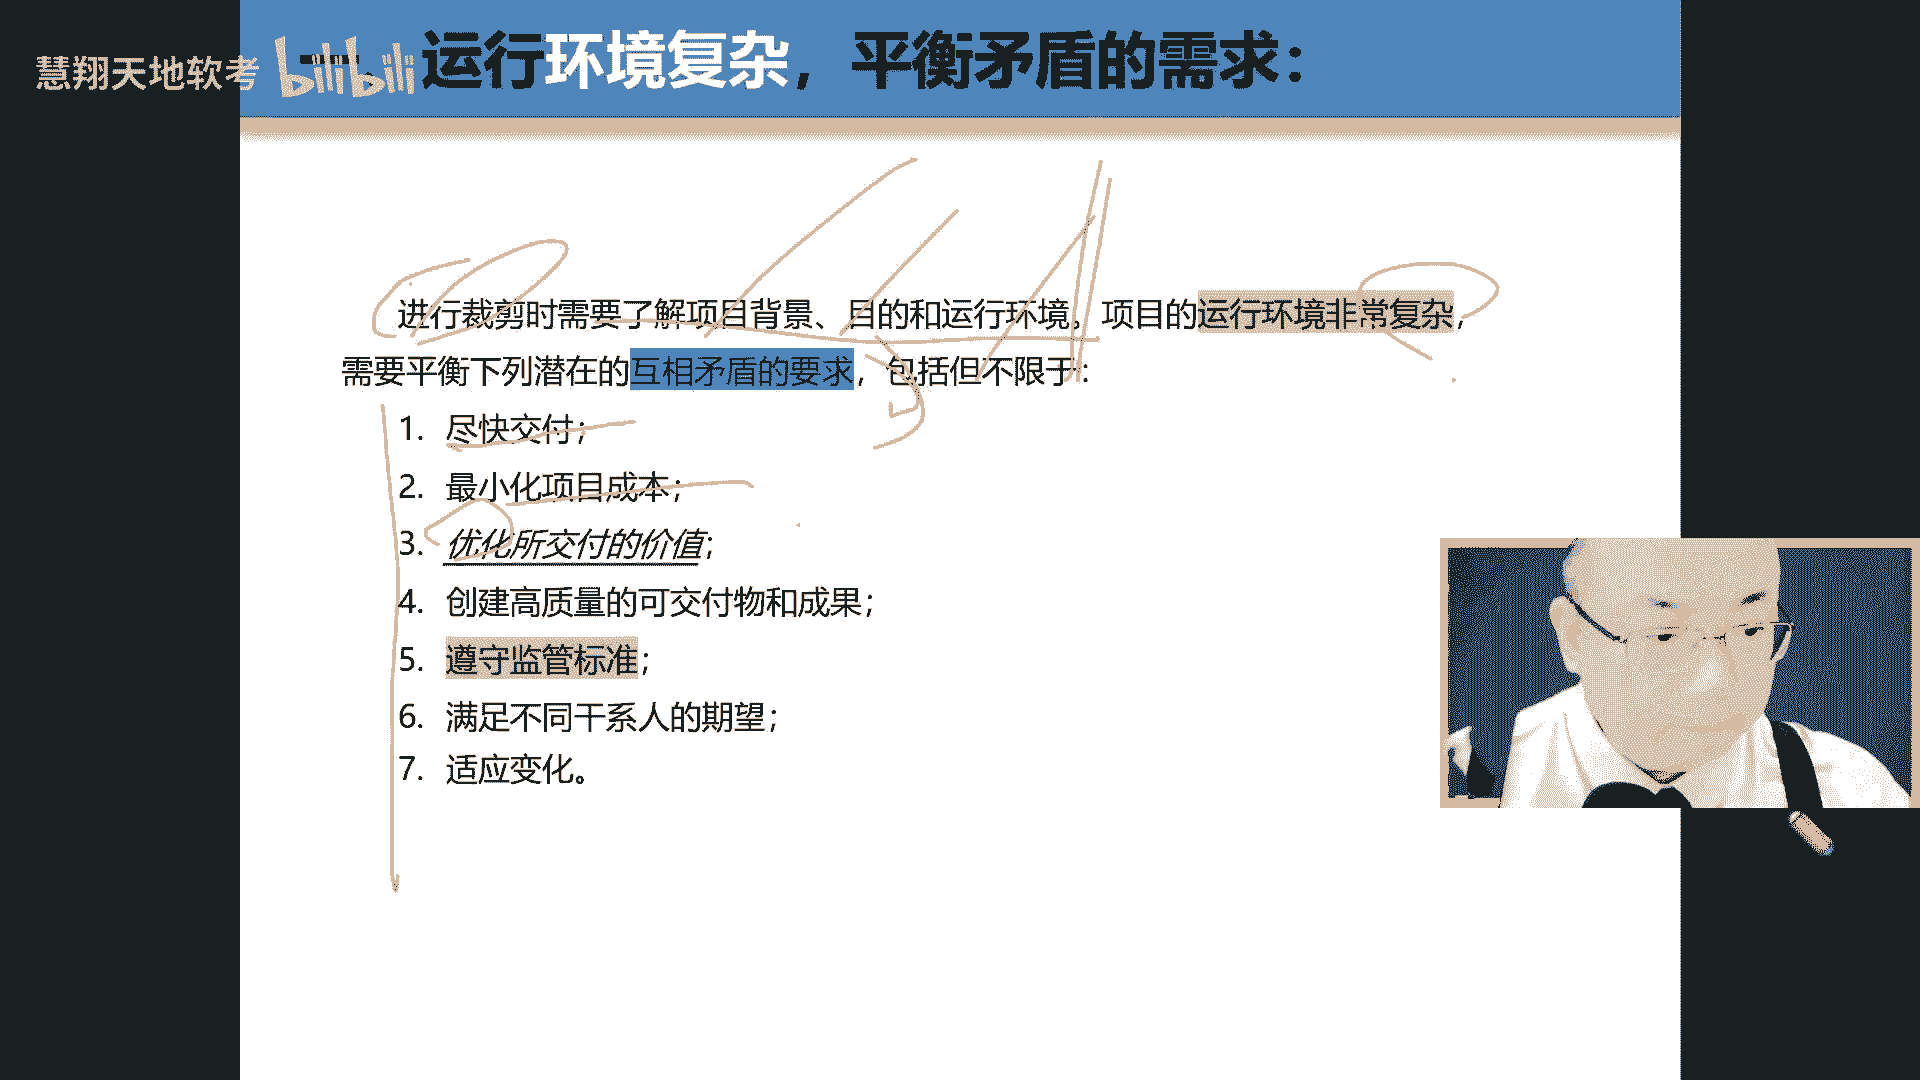 慧翔天地软考 bilibili
运行环境复杂，平衡矛盾的需求：
进行裁剪时需要了解项目背景、目的和运行环境。项目的运行环境非常复杂，
需要平衡下列潜在的互相矛盾的要求，包括但不限于：
1. 尽快交付；
2. 最小化项目成本；
3. 优化所交付的价值；
4. 创建高质量的可交付物和成果；
5. 遵守监管标准；
6. 满足不同干系人的期望；
7. 适应变化。